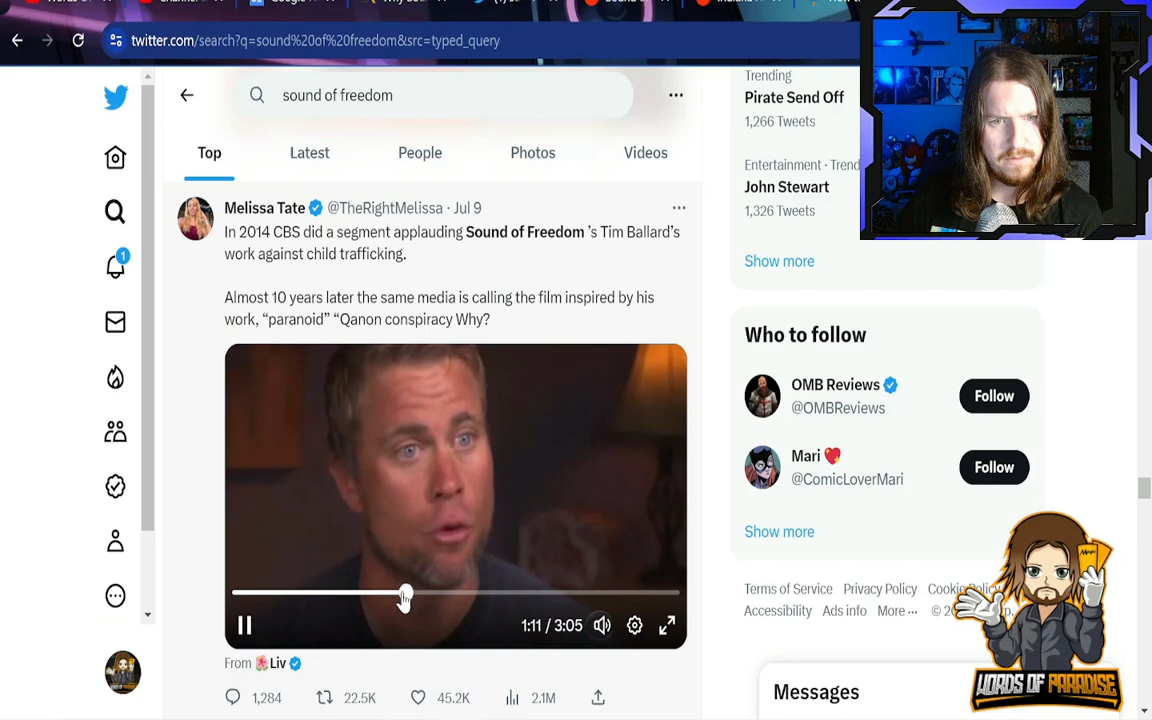 twitter.com/search?q=sound%20of%20freedom&src=typed_query
sound of freedom
Top
Latest
People
Photos
Videos
Melissa Tate @TheRightMelissa · Jul 9
In 2014 CBS did a segment applauding Sound of Freedom 's Tim Ballard's
work against child trafficking.
Almost 10 years later the same media is calling the film inspired by his
work, “paranoid” “Qanon conspiracy Why?
1:11 / 3:05
From 🌺Liv
1,284
22.5K
45.2K
2.1M
1
Trending
Pirate Send Off
1,266 Tweets
Entertainment · Trend
John Stewart
1,326 Tweets
Show more
Who to follow
OMB Reviews
@OMBReviews
Follow
Mari 💖
@ComicLoverMari
Follow
Show more
Terms of Service Privacy Policy
Accessibility Ads info More ···
Messages
WORDS OF PARADISE